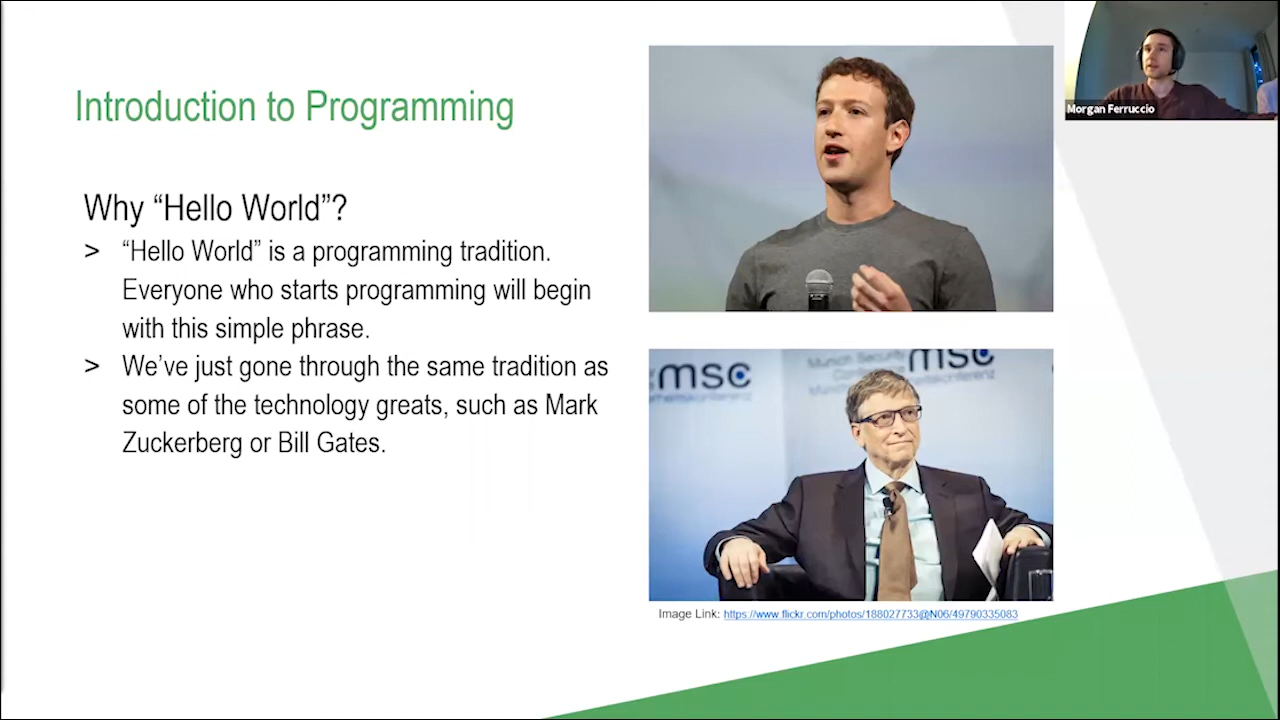 Introduction to Programming
Why “Hello World”?
> “Hello World” is a programming tradition.
Everyone who starts programming will begin
with this simple phrase.
> We’ve just gone through the same tradition as
some of the technology greats, such as Mark
Zuckerberg or Bill Gates.
Morgan Ferruccio
msc
msc
Munich Security
Conference
Image Link: https://www.flickr.com/photos/188027733@N06/49790335083